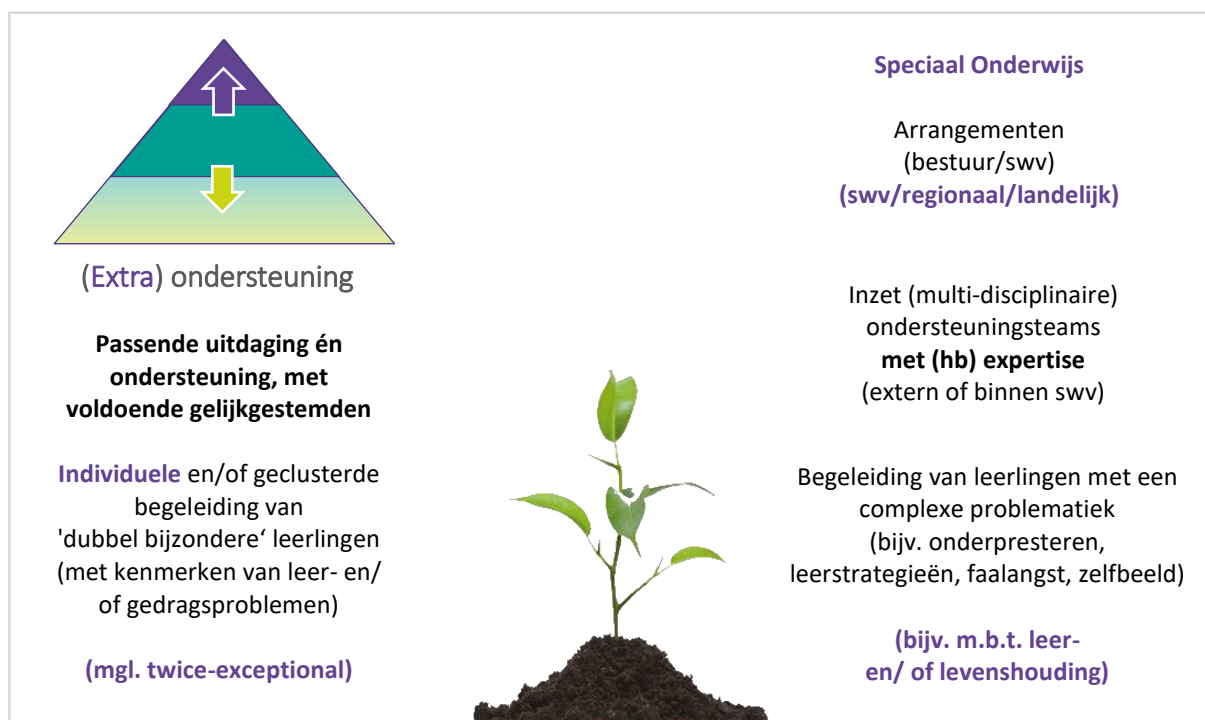 (Extra) ondersteuning
Passende uitdaging én
ondersteuning, met
voldoende gelijkgestemden
Individuele en/of geclusterde
begeleiding van
'dubbel bijzondere‘ leerlingen
(met kenmerken van leer- en/
of gedragsproblemen)
(mgl. twice-exceptional)
Speciaal Onderwijs
Arrangementen
(bestuur/swv)
(swv/regionaal/landelijk)
Inzet (multi-disciplinaire)
ondersteuningsteams
met (hb) expertise
(extern of binnen swv)
Begeleiding van leerlingen met een
complexe problematiek
(bijv. onderpresteren,
leerstrategieën, faalangst, zelfbeeld)
(bijv. m.b.t. leer-
en/ of levenshouding)